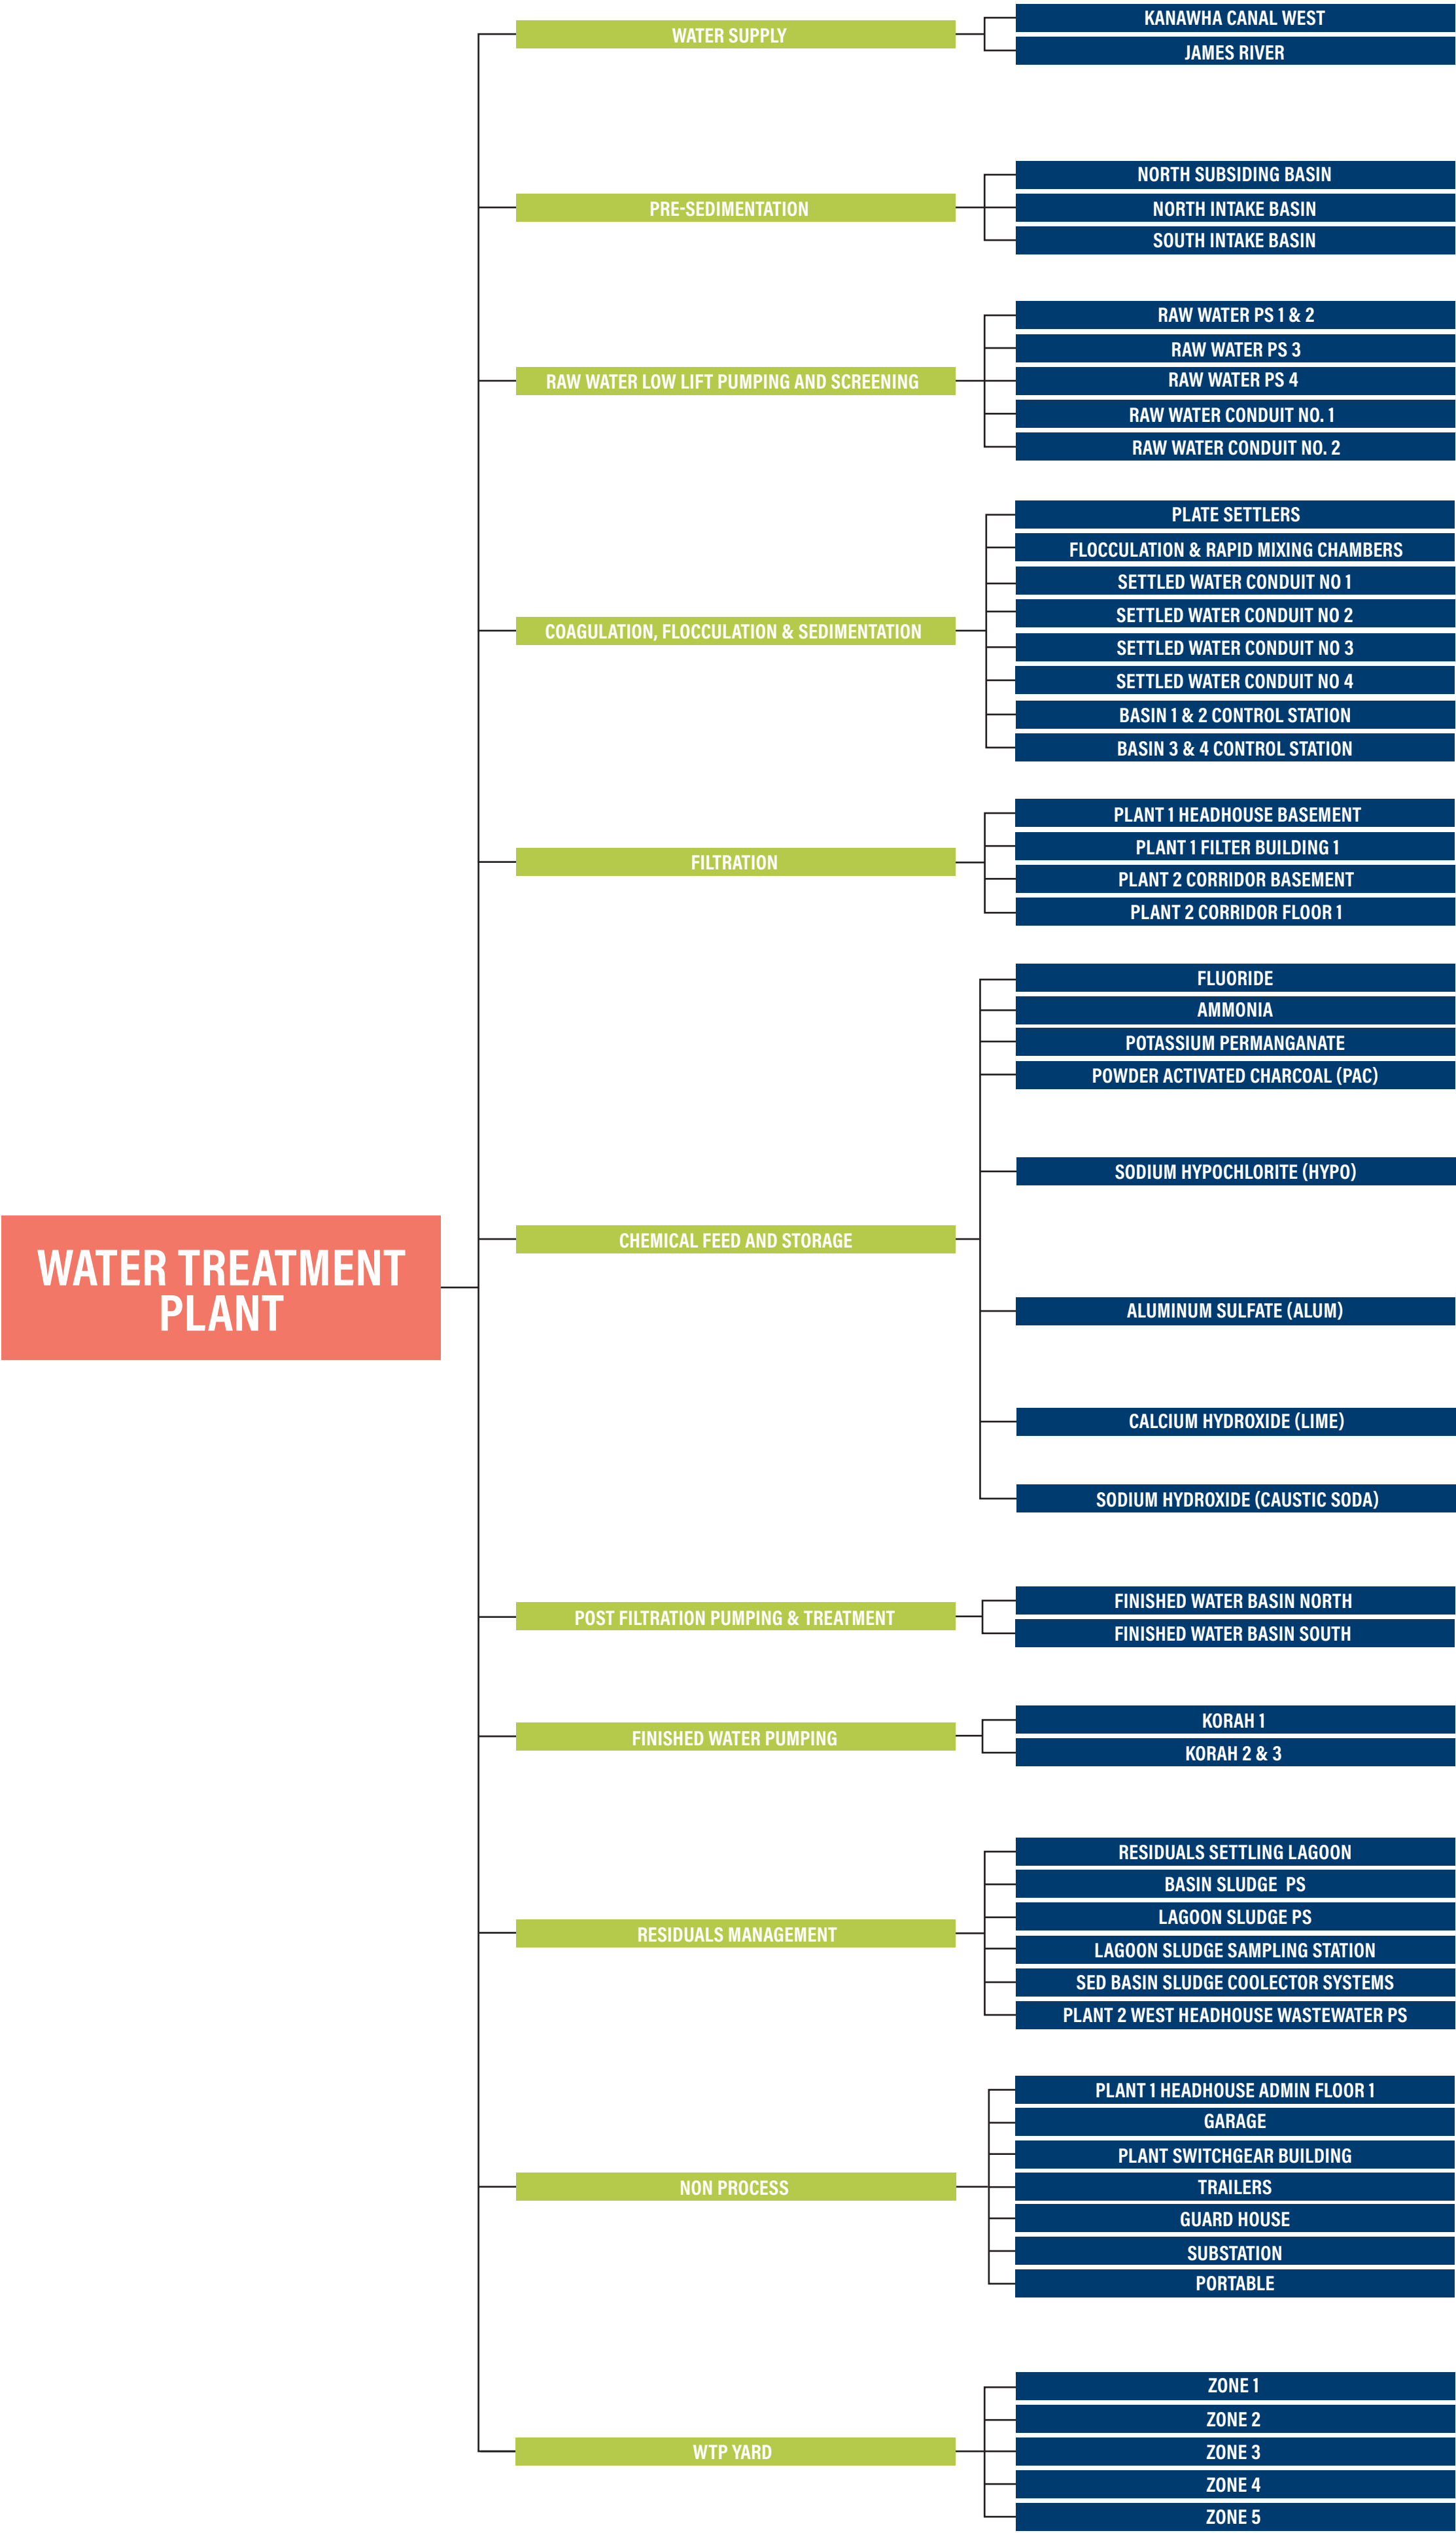 WATER TREATMENT
PLANT
WATER SUPPLY
KANAWHA CANAL WEST
JAMES RIVER
PRE-SEDIMENTATION
NORTH SUBSIDING BASIN
NORTH INTAKE BASIN
SOUTH INTAKE BASIN
RAW WATER LOW LIFT PUMPING AND SCREENING
RAW WATER PS 1 & 2
RAW WATER PS 3
RAW WATER PS 4
RAW WATER CONDUIT NO. 1
RAW WATER CONDUIT NO. 2
COAGULATION, FLOCCULATION & SEDIMENTATION
PLATE SETTLERS
FLOCCULATION & RAPID MIXING CHAMBERS
SETTLED WATER CONDUIT NO 1
SETTLED WATER CONDUIT NO 2
SETTLED WATER CONDUIT NO 3
SETTLED WATER CONDUIT NO 4
BASIN 1 & 2 CONTROL STATION
BASIN 3 & 4 CONTROL STATION
FILTRATION
PLANT 1 HEADHOUSE BASEMENT
PLANT 1 FILTER BUILDING 1
PLANT 2 CORRIDOR BASEMENT
PLANT 2 CORRIDOR FLOOR 1
CHEMICAL FEED AND STORAGE
FLUORIDE
AMMONIA
POTASSIUM PERMANGANATE
POWDER ACTIVATED CHARCOAL (PAC)
SODIUM HYPOCHLORITE (HYPO)
ALUMINUM SULFATE (ALUM)
CALCIUM HYDROXIDE (LIME)
SODIUM HYDROXIDE (CAUSTIC SODA)
POST FILTRATION PUMPING & TREATMENT
FINISHED WATER BASIN NORTH
FINISHED WATER BASIN SOUTH
FINISHED WATER PUMPING
KORAH 1
KORAH 2 & 3
RESIDUALS MANAGEMENT
RESIDUALS SETTLING LAGOON
BASIN SLUDGE PS
LAGOON SLUDGE PS
LAGOON SLUDGE SAMPLING STATION
SED BASIN SLUDGE COOLECTOR SYSTEMS
PLANT 2 WEST HEADHOUSE WASTEWATER PS
NON PROCESS
PLANT 1 HEADHOUSE ADMIN FLOOR 1
GARAGE
PLANT SWITCHGEAR BUILDING
TRAILERS
GUARD HOUSE
SUBSTATION
PORTABLE
WTP YARD
ZONE 1
ZONE 2
ZONE 3
ZONE 4
ZONE 5